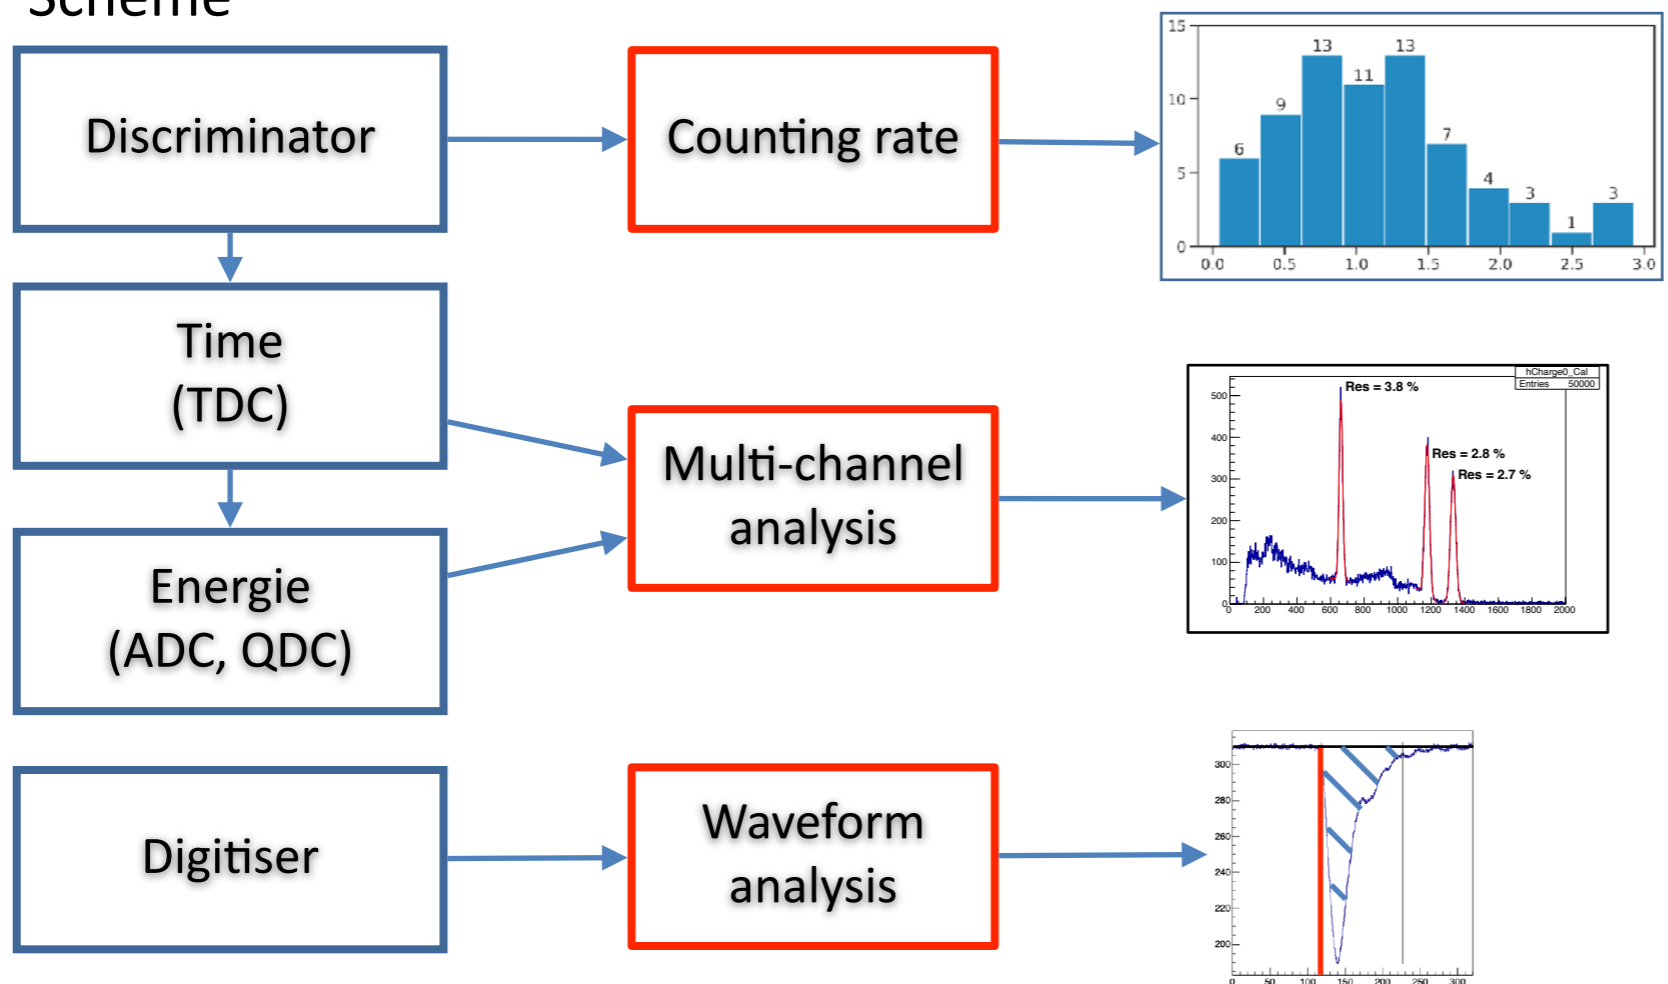 Scheme
Discriminator
Counting rate
15
10
5
0
6
9
13
11
13
7
4
3
1
3
0.0 0.5 1.0 1.5 2.0 2.5 3.0
Time
(TDC)
Energie
(ADC, QDC)
Multi-channel
analysis
hCharge0_Cal
Entries 50000
Res = 3.8 %
Res = 2.8 %
Res = 2.7 %
500
400
300
200
100
0
0 200 400 600 800 1000 1200 1400 1600 1800 2000
Digitiser
Waveform
analysis
300
280
260
240
220
200
0 50 100 150 200 250 300